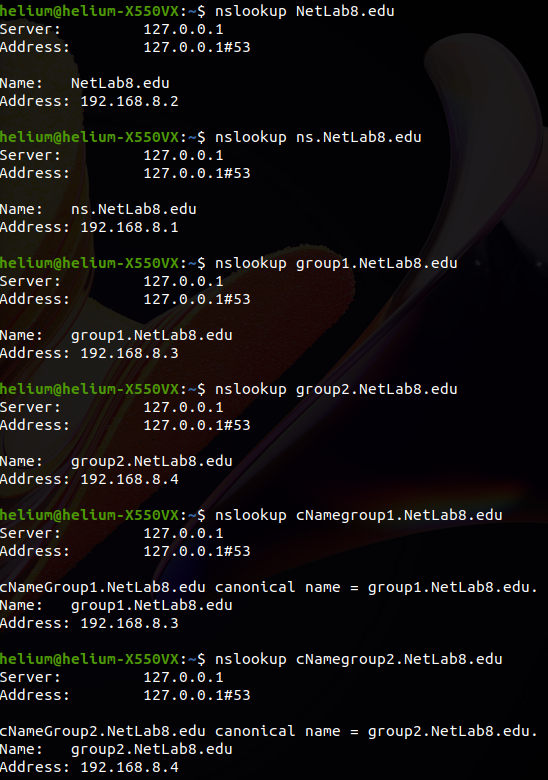 helium@helium-X550VX:~$ nslookup NetLab8.edu
Server: 127.0.0.1
Address: 127.0.0.1#53
Name: NetLab8.edu
Address: 192.168.8.2
helium@helium-X550VX:~$ nslookup ns.NetLab8.edu
Server: 127.0.0.1
Address: 127.0.0.1#53
Name: ns.NetLab8.edu
Address: 192.168.8.1
helium@helium-X550VX:~$ nslookup group1.NetLab8.edu
Server: 127.0.0.1
Address: 127.0.0.1#53
Name: group1.NetLab8.edu
Address: 192.168.8.3
helium@helium-X550VX:~$ nslookup group2.NetLab8.edu
Server: 127.0.0.1
Address: 127.0.0.1#53
Name: group2.NetLab8.edu
Address: 192.168.8.4
helium@helium-X550VX:~$ nslookup cNamegroup1.NetLab8.edu
Server: 127.0.0.1
Address: 127.0.0.1#53
cNameGroup1.NetLab8.edu canonical name = group1.NetLab8.edu.
Name: group1.NetLab8.edu
Address: 192.168.8.3
helium@helium-X550VX:~$ nslookup cNamegroup2.NetLab8.edu
Server: 127.0.0.1
Address: 127.0.0.1#53
cNameGroup2.NetLab8.edu canonical name = group2.NetLab8.edu.
Name: group2.NetLab8.edu
Address: 192.168.8.4